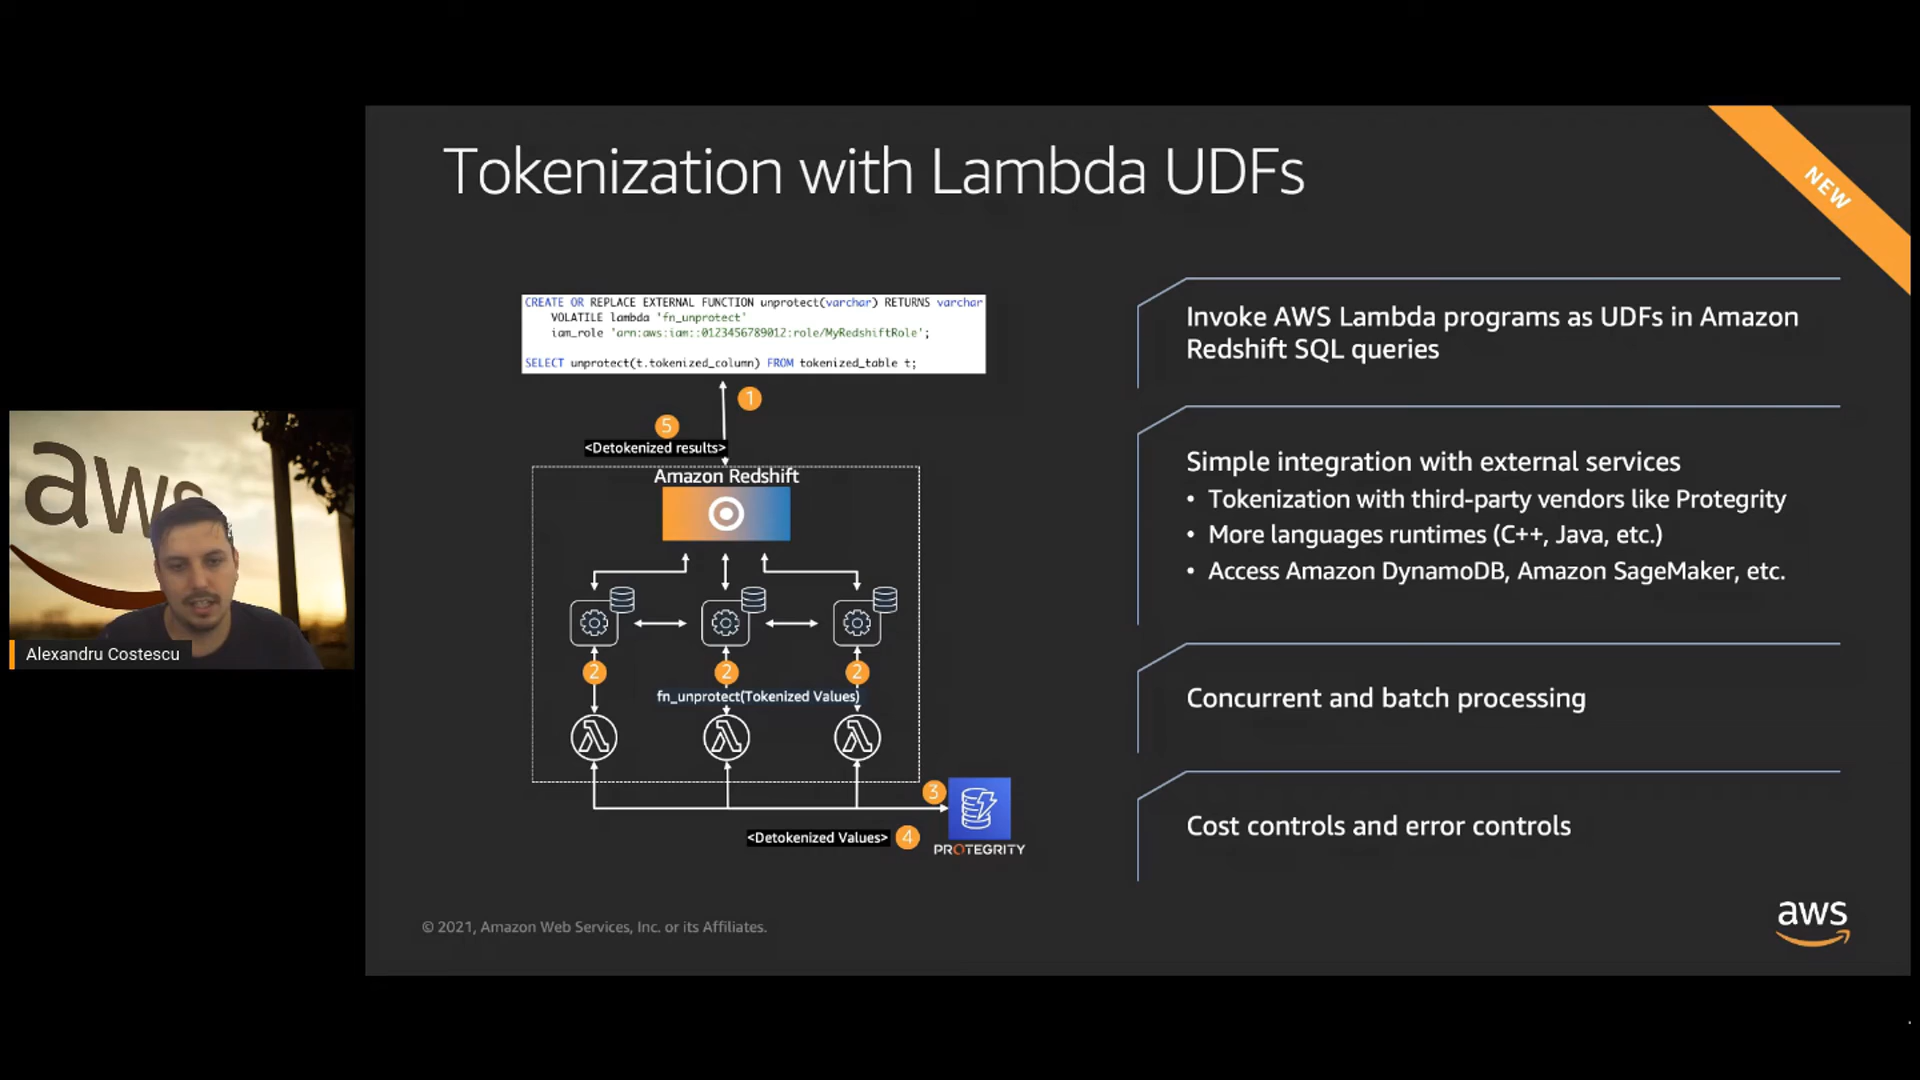 Tokenization with Lambda UDFs
NEW
CREATE OR REPLACE EXTERNAL FUNCTION unprotect(varchar) RETURNS varchar
VOLATILE lambda 'fn_unprotect'
iam_role 'arn:aws:iam::0123456789012:role/MyRedshiftRole';
SELECT unprotect(t.tokenized_column) FROM tokenized_table t;
1
5
<Detokenized results>
Amazon Redshift
2
2
2
fn_unprotect(Tokenized Values)
3
<Detokenized Values>
4
PROTEGRITY
Invoke AWS Lambda programs as UDFs in Amazon
Redshift SQL queries
Simple integration with external services
• Tokenization with third-party vendors like Protegrity
• More languages runtimes (C++, Java, etc.)
• Access Amazon DynamoDB, Amazon SageMaker, etc.
Concurrent and batch processing
Cost controls and error controls
© 2021, Amazon Web Services, Inc. or its Affiliates.
aws
aws
Alexandru Costescu